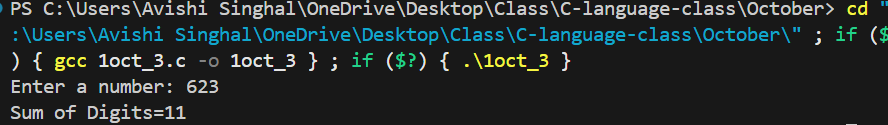 PS C:\Users\Avishi Singhal\OneDrive\Desktop\Class\C-language-class\October> cd "
:\Users\Avishi Singhal\OneDrive\Desktop\Class\C-language-class\October\" ; if ($
) { gcc 1oct_3.c -o 1oct_3 } ; if ($?) { .\1oct_3 }
Enter a number: 623
Sum of Digits=11